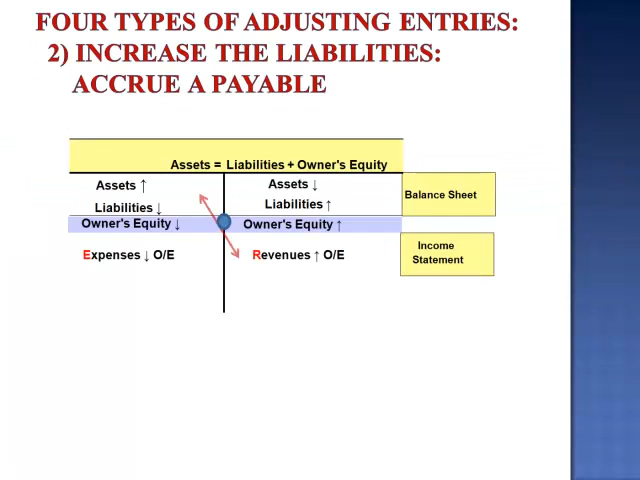 FOUR TYPES OF ADJUSTING ENTRIES:
2) INCREASE THE LIABILITIES:
ACCRUE A PAYABLE
Assets = Liabilities + Owner's Equity
Assets ↑
Assets ↓
Liabilities ↓
Liabilities ↑
Balance Sheet
Owner's Equity ↓
Owner's Equity ↑
Expenses ↓ O/E
Revenues ↑ O/E
Income
Statement